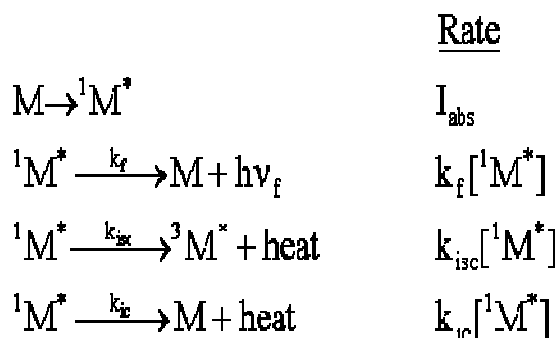 Rate
M→¹M* I_abs
¹M* —k_f→ M + hν_f k_f[¹M*]
¹M* —k_isc→ ³M* + heat k_isc[¹M*]
¹M* —k_ic→ M + heat k_ic[¹M*]